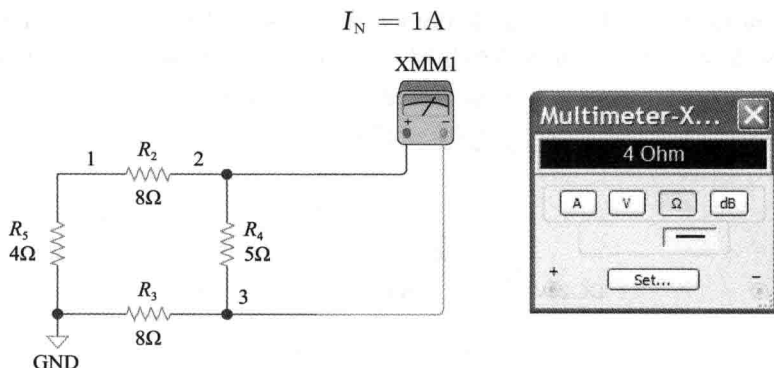 I_N = 1A
XMM1
Multimeter-X...
4 Ohm
A V Ω dB
+ Set... −
+ −
1 R₂ 2
8Ω
R₅
4Ω
R₄
5Ω
R₃ 3
8Ω
GND